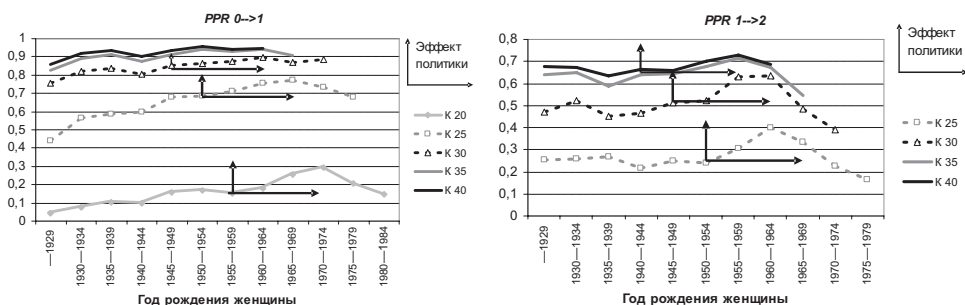 PPR 0-->1
1
0,9
0,8
0,7
0,6
0,5
0,4
0,3
0,2
0,1
0
—1929
1930—1934
1935—1939
1940—1944
1945—1949
1950—1954
1955—1959
1960—1964
1965—1969
1970—1974
1975—1979
1980—1984
Год рождения женщины
Эффект
политики
К 20
К 25
К 30
К 35
К 40
PPR 1-->2
0,8
0,7
0,6
0,5
0,4
0,3
0,2
0,1
0
—1929
1930—1934
1935—1939
1940—1944
1945—1949
1950—1954
1955—1959
1960—1964
1965—1969
1970—1974
1975—1979
Год рождения женщины
Эффект
политики
К 25
К 30
К 35
К 40